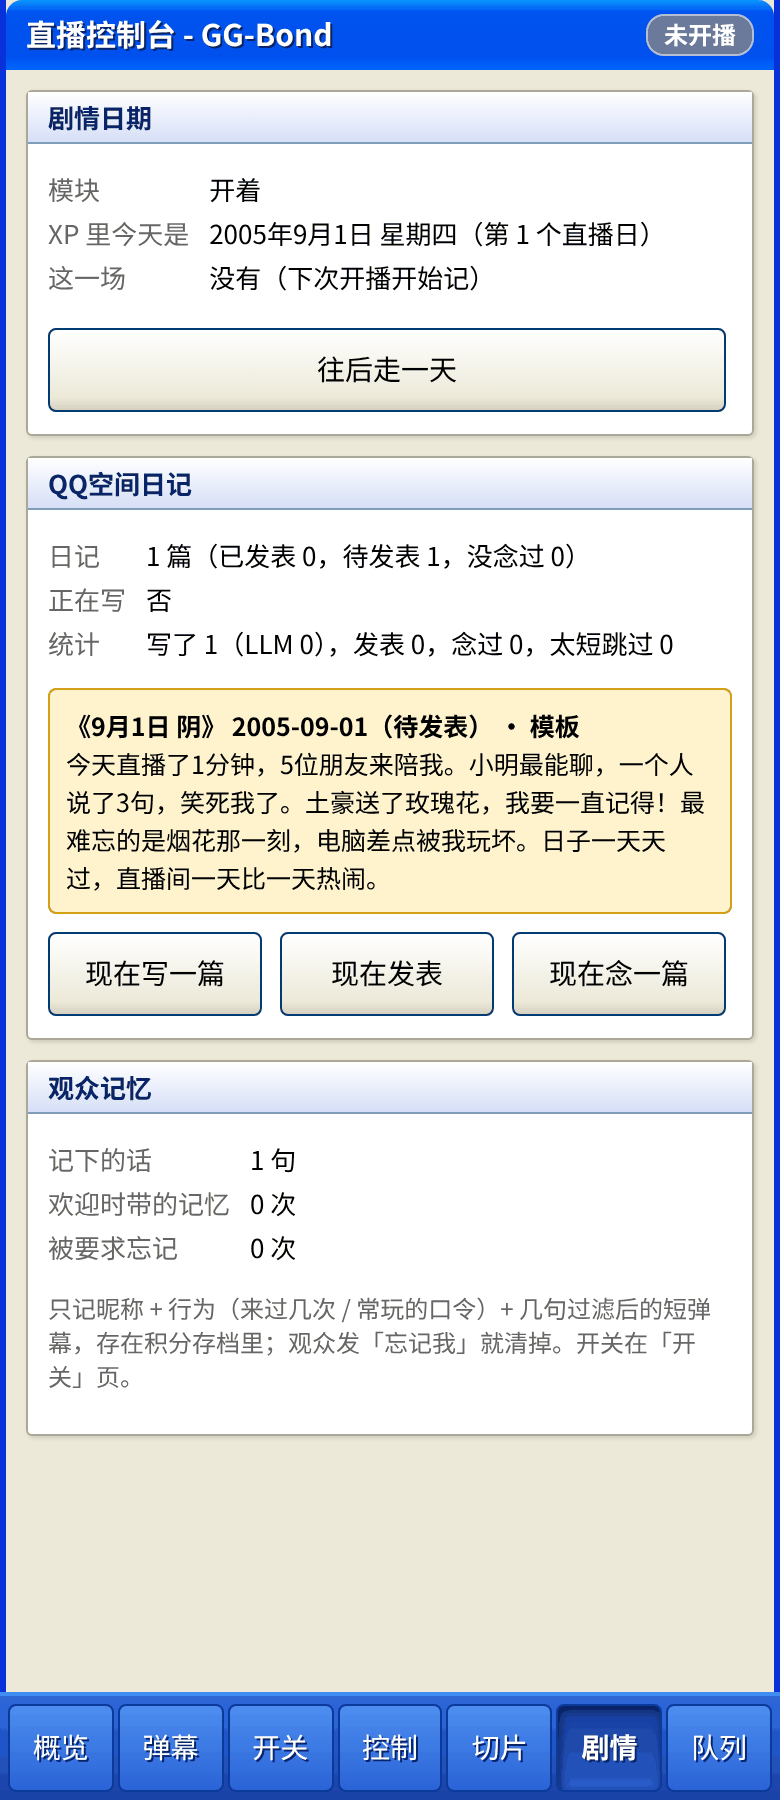 直播控制台 - GG-Bond
未开播
剧情日期
模块 开着
XP 里今天是 2005年9月1日 星期四（第 1 个直播日）
这一场 没有（下次开播开始记）
往后走一天
QQ空间日记
日记 1 篇（已发表 0，待发表 1，没念过 0）
正在写 否
统计 写了 1（LLM 0），发表 0，念过 0，太短跳过 0
《9月1日 阴》 2005-09-01（待发表） · 模板
今天直播了1分钟，5位朋友来陪我。小明最能聊，一个人
说了3句，笑死我了。土豪送了玫瑰花，我要一直记得！最
难忘的是烟花那一刻，电脑差点被我玩坏。日子一天天
过，直播间一天比一天热闹。
现在写一篇 现在发表 现在念一篇
观众记忆
记下的话 1 句
欢迎时带的记忆 0 次
被要求忘记 0 次
只记昵称 + 行为（来过几次 / 常玩的口令）+ 几句过滤后的短弹
幕，存在积分存档里；观众发「忘记我」就清掉。开关在「开
关」页。
概览 弹幕 开关 控制 切片 剧情 队列